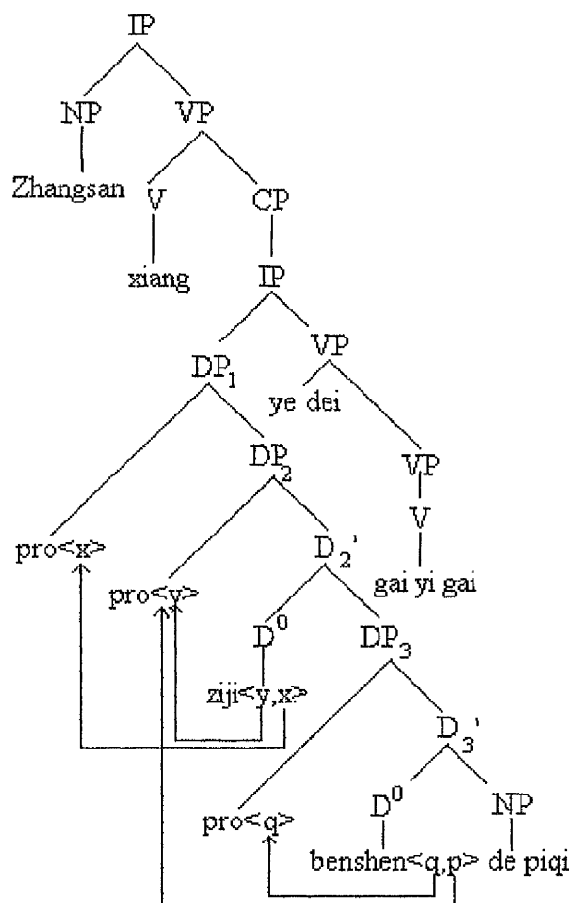 IP
NP VP
Zhangsan V CP
xiang IP
DP₁ VP
ye dei
DP₂ VP
pro<x> D₂' V
pro<y> gai yi gai
D⁰ DP₃
ziji<y,x>
D₃'
pro<q> D⁰ NP
benshen<q,p> de piqi